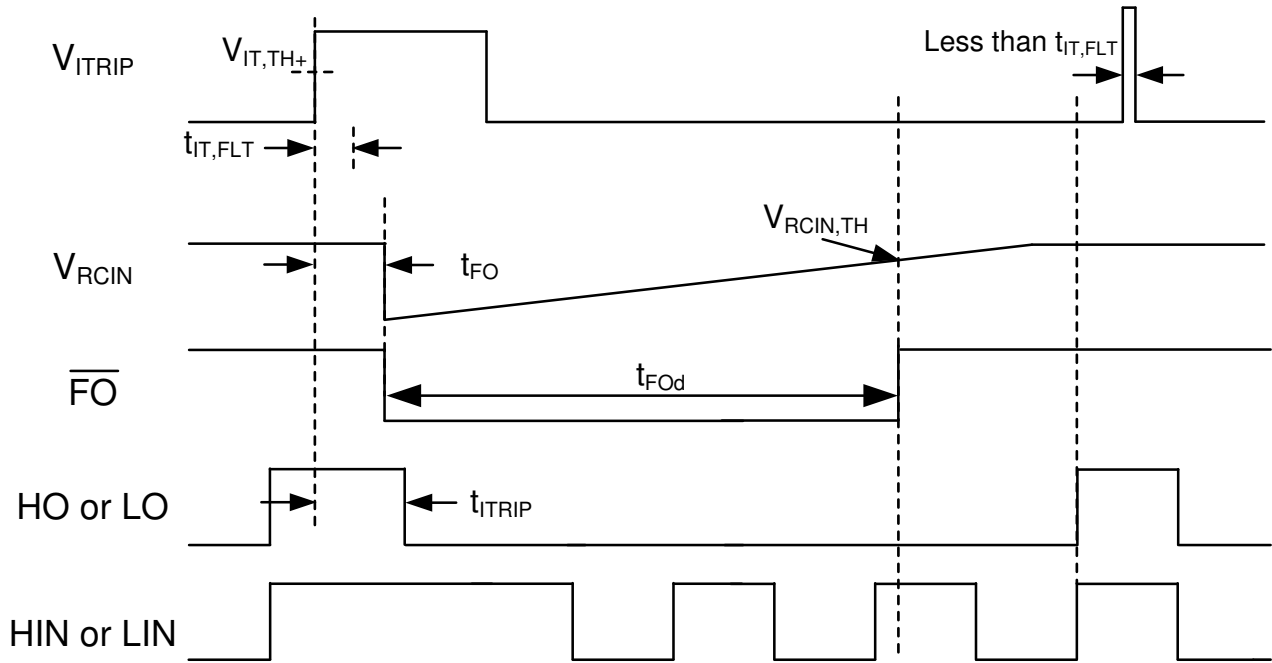 V_ITRIP
V_IT,TH+
Less than t_IT,FLT
t_IT,FLT
V_RCIN
t_FO
V_RCIN,TH
F̅O̅
t_FOd
HO or LO
t_ITRIP
HIN or LIN